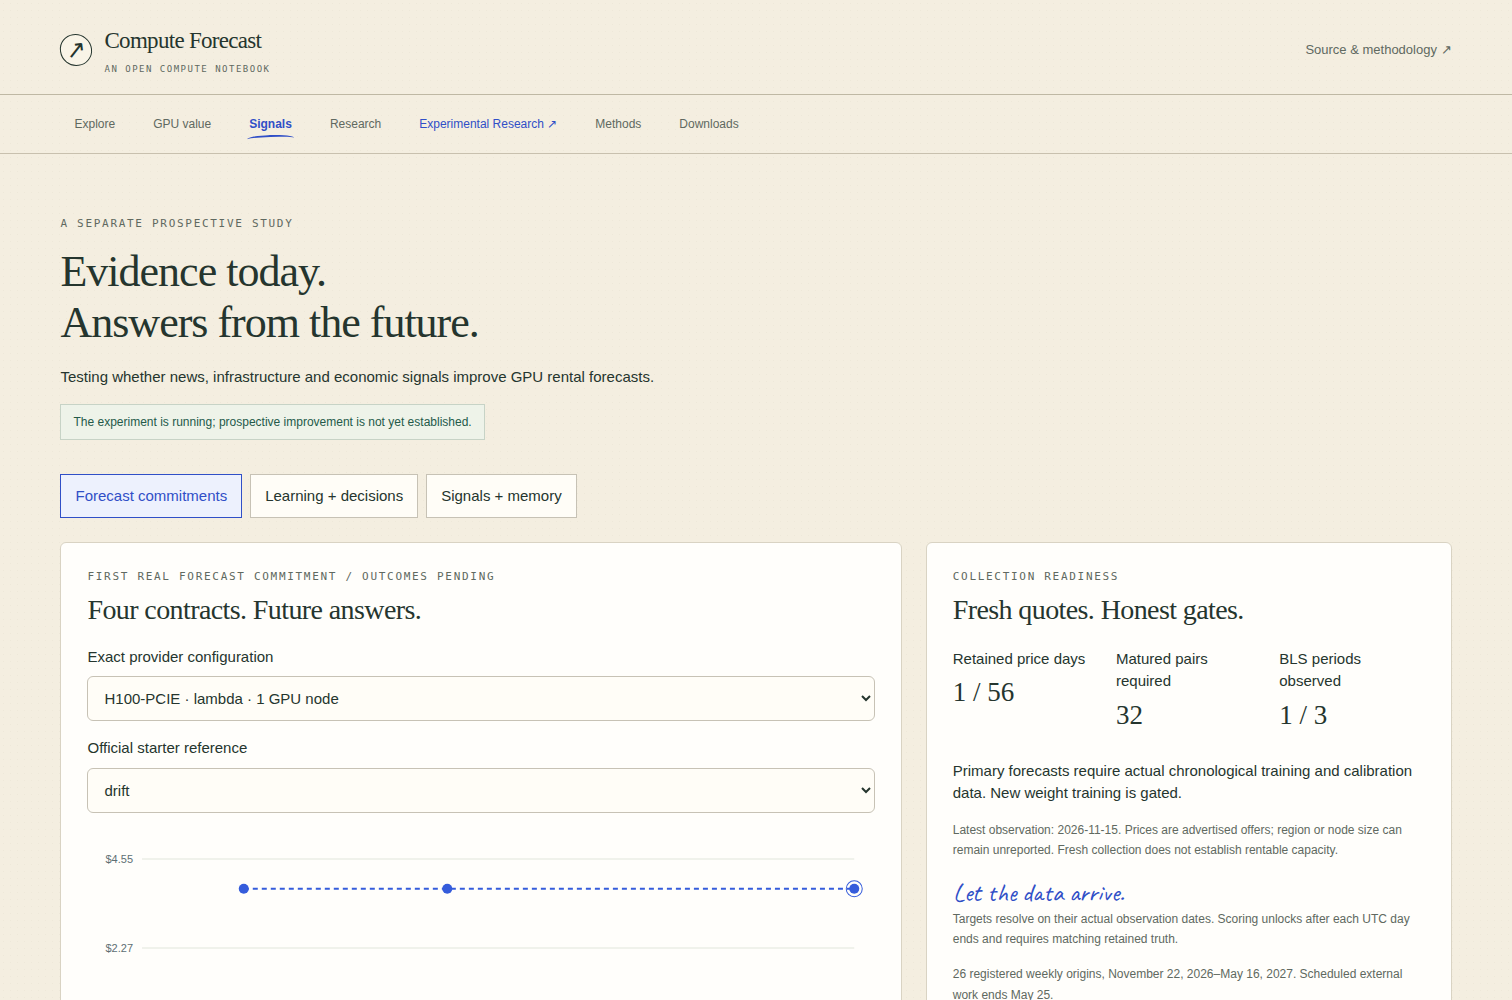 Compute Forecast
AN OPEN COMPUTE NOTEBOOK
Source & methodology ↗
Explore
GPU value
Signals
Research
Experimental Research ↗
Methods
Downloads
A SEPARATE PROSPECTIVE STUDY
Evidence today.
Answers from the future.
Testing whether news, infrastructure and economic signals improve GPU rental forecasts.
The experiment is running; prospective improvement is not yet established.
Forecast commitments
Learning + decisions
Signals + memory
FIRST REAL FORECAST COMMITMENT / OUTCOMES PENDING
Four contracts. Future answers.
Exact provider configuration
H100-PCIE · lambda · 1 GPU node
Official starter reference
drift
$4.55
$2.27
COLLECTION READINESS
Fresh quotes. Honest gates.
Retained price days
1 / 56
Matured pairs
required
32
BLS periods
observed
1 / 3
Primary forecasts require actual chronological training and calibration
data. New weight training is gated.
Latest observation: 2026-11-15. Prices are advertised offers; region or node size can
remain unreported. Fresh collection does not establish rentable capacity.
Let the data arrive.
Targets resolve on their actual observation dates. Scoring unlocks after each UTC day
ends and requires matching retained truth.
26 registered weekly origins, November 22, 2026–May 16, 2027. Scheduled external
work ends May 25.